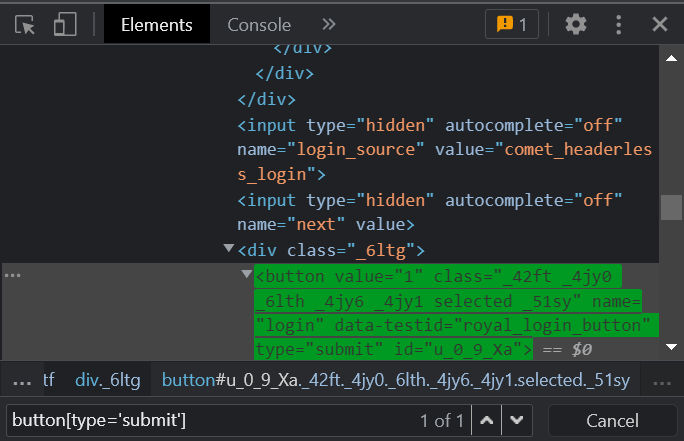 Elements Console » 1
</div>
</div>
</div>
<input type="hidden" autocomplete="off"
name="login_source" value="comet_headerles
s_login">
<input type="hidden" autocomplete="off"
name="next" value>
<div class="_6ltg">
<button value="1" class="_42ft _4jy0
_6lth _4jy6 _4jy1 selected _51sy" name=
"login" data-testid="royal_login_button"
type="submit" id="u_0_9_Xa"> == $0
... tf div._6ltg button#u_0_9_Xa._42ft._4jy0._6lth._4jy6._4jy1.selected._51sy ...
button[type='submit'] 1 of 1 Cancel